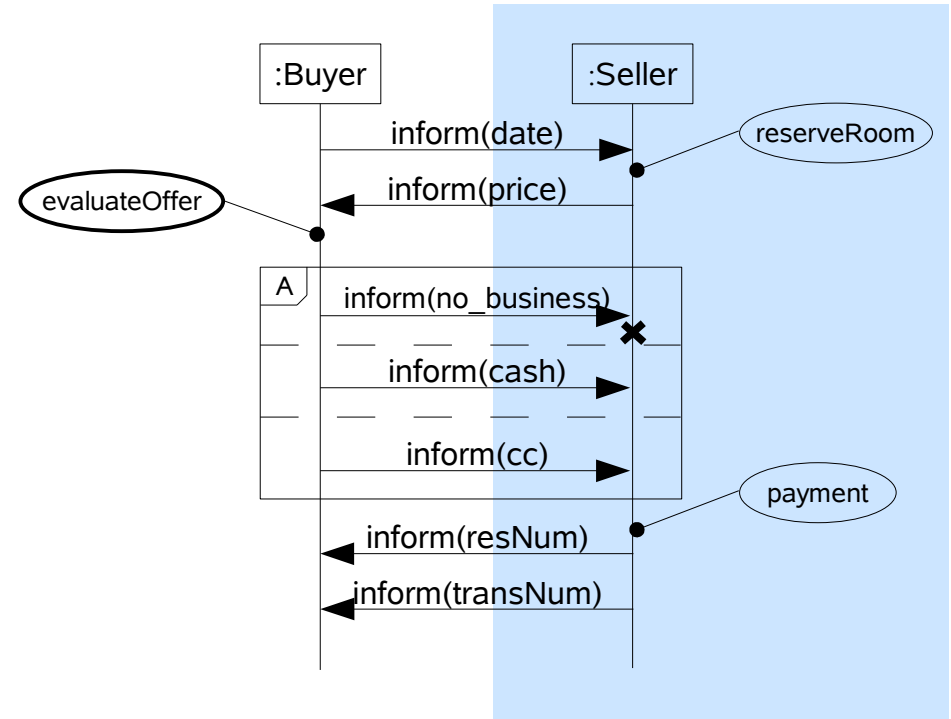 :Buyer
:Seller
inform(date)
reserveRoom
inform(price)
evaluateOffer
A
inform(no_business)
inform(cash)
inform(cc)
payment
inform(resNum)
inform(transNum)